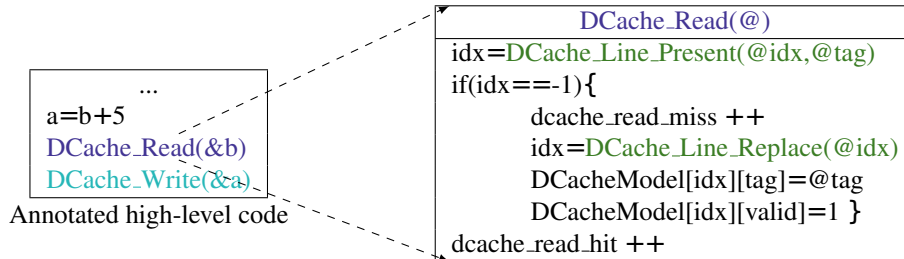 ...
a=b+5
DCache_Read(&b)
DCache_Write(&a)
Annotated high-level code
DCache_Read(@)
idx=DCache_Line_Present(@idx,@tag)
if(idx==-1){
dcache_read_miss ++
idx=DCache_Line_Replace(@idx)
DCacheModel[idx][tag]=@tag
DCacheModel[idx][valid]=1 }
dcache_read_hit ++